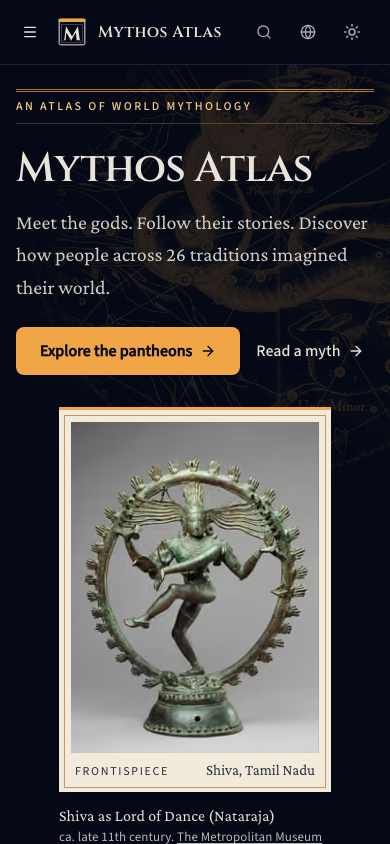 M MYTHOS ATLAS
AN ATLAS OF WORLD MYTHOLOGY
MYTHOS ATLAS
Meet the gods. Follow their stories. Discover
how people across 26 traditions imagined
their world.
Explore the pantheons → Read a myth →
FRONTISPIECE Shiva, Tamil Nadu
Shiva as Lord of Dance (Nataraja)
ca. late 11th century. The Metropolitan Museum